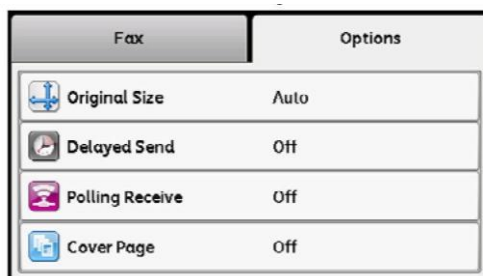 Fax Options
Original Size Auto
Delayed Send Off
Polling Receive Off
Cover Page Off